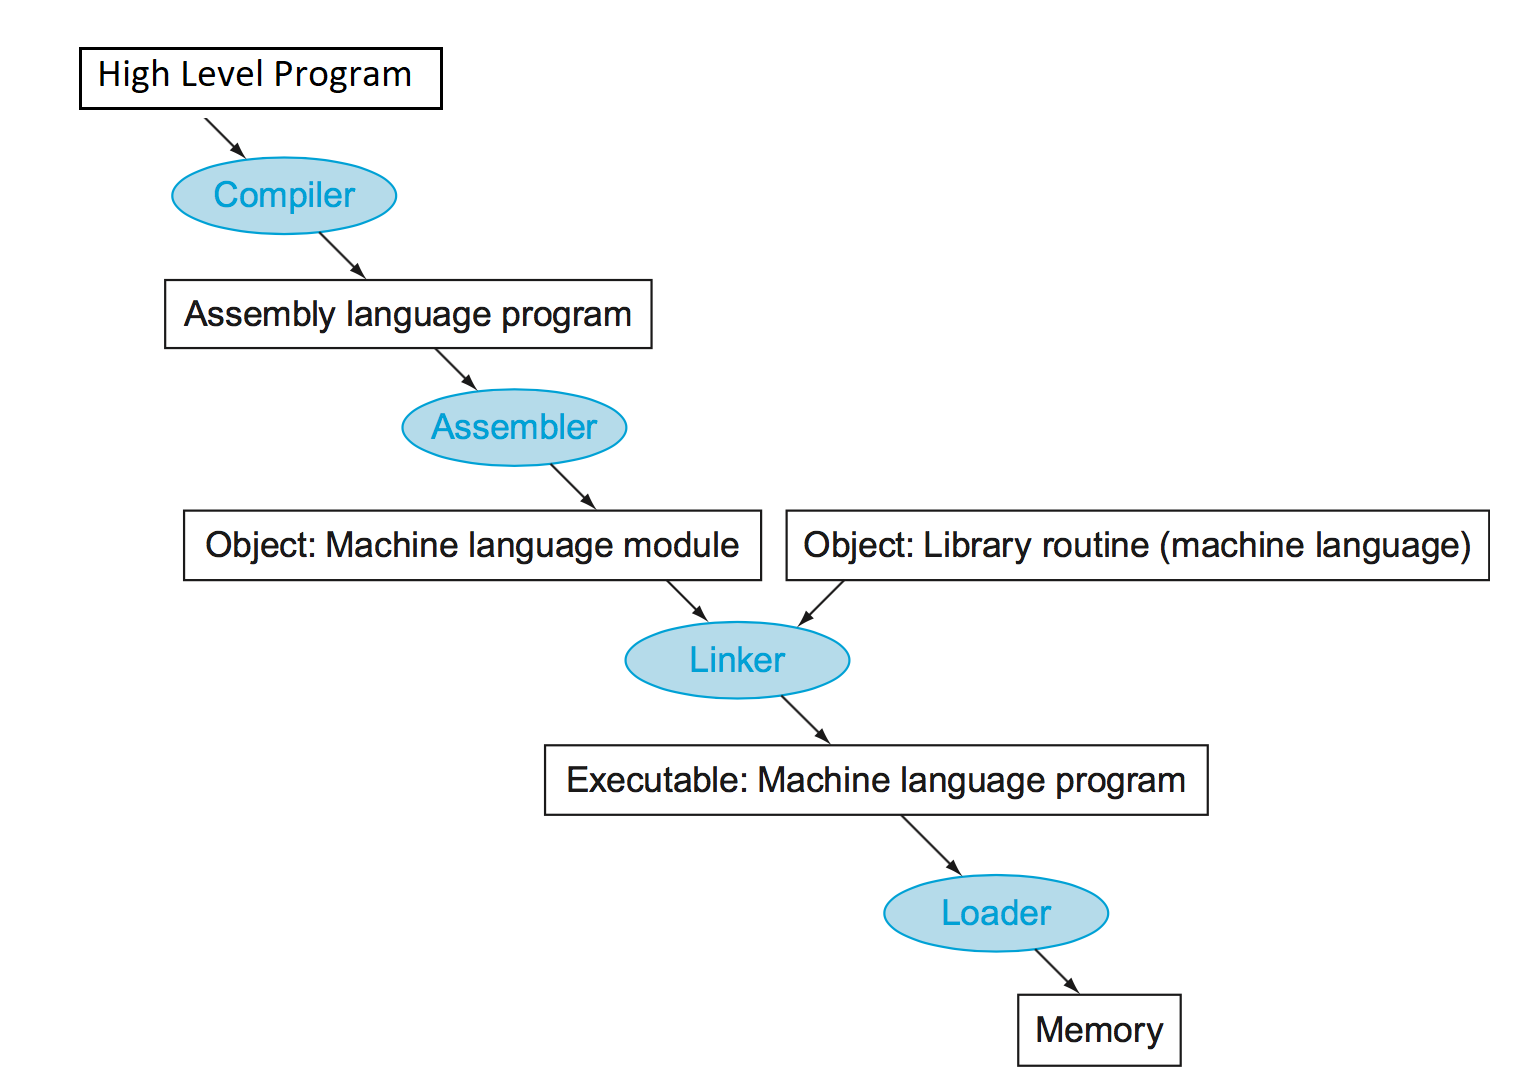 High Level Program
Compiler
Assembly language program
Assembler
Object: Machine language module
Object: Library routine (machine language)
Linker
Executable: Machine language program
Loader
Memory